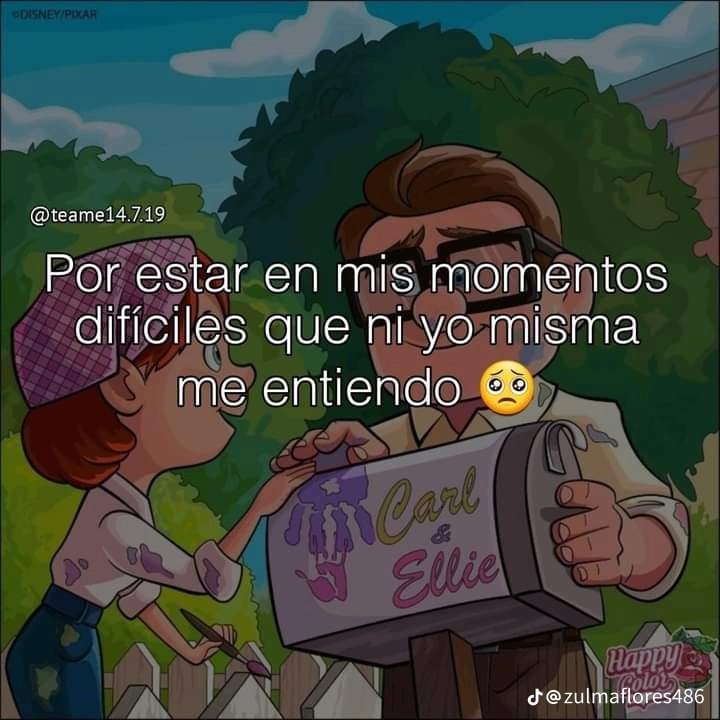 ©DISNEY/PIXAR
@teame14.7.19
Por estar en mis momentos
difíciles que ni yo misma
me entiendo 🥺
Carl
&
Ellie
Happy
Color
@zulmaflores486